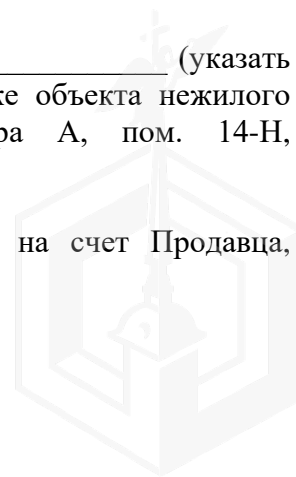 ____________ (указать
ке объекта нежилого
ра А, пом. 14-Н,
на счет Продавца,